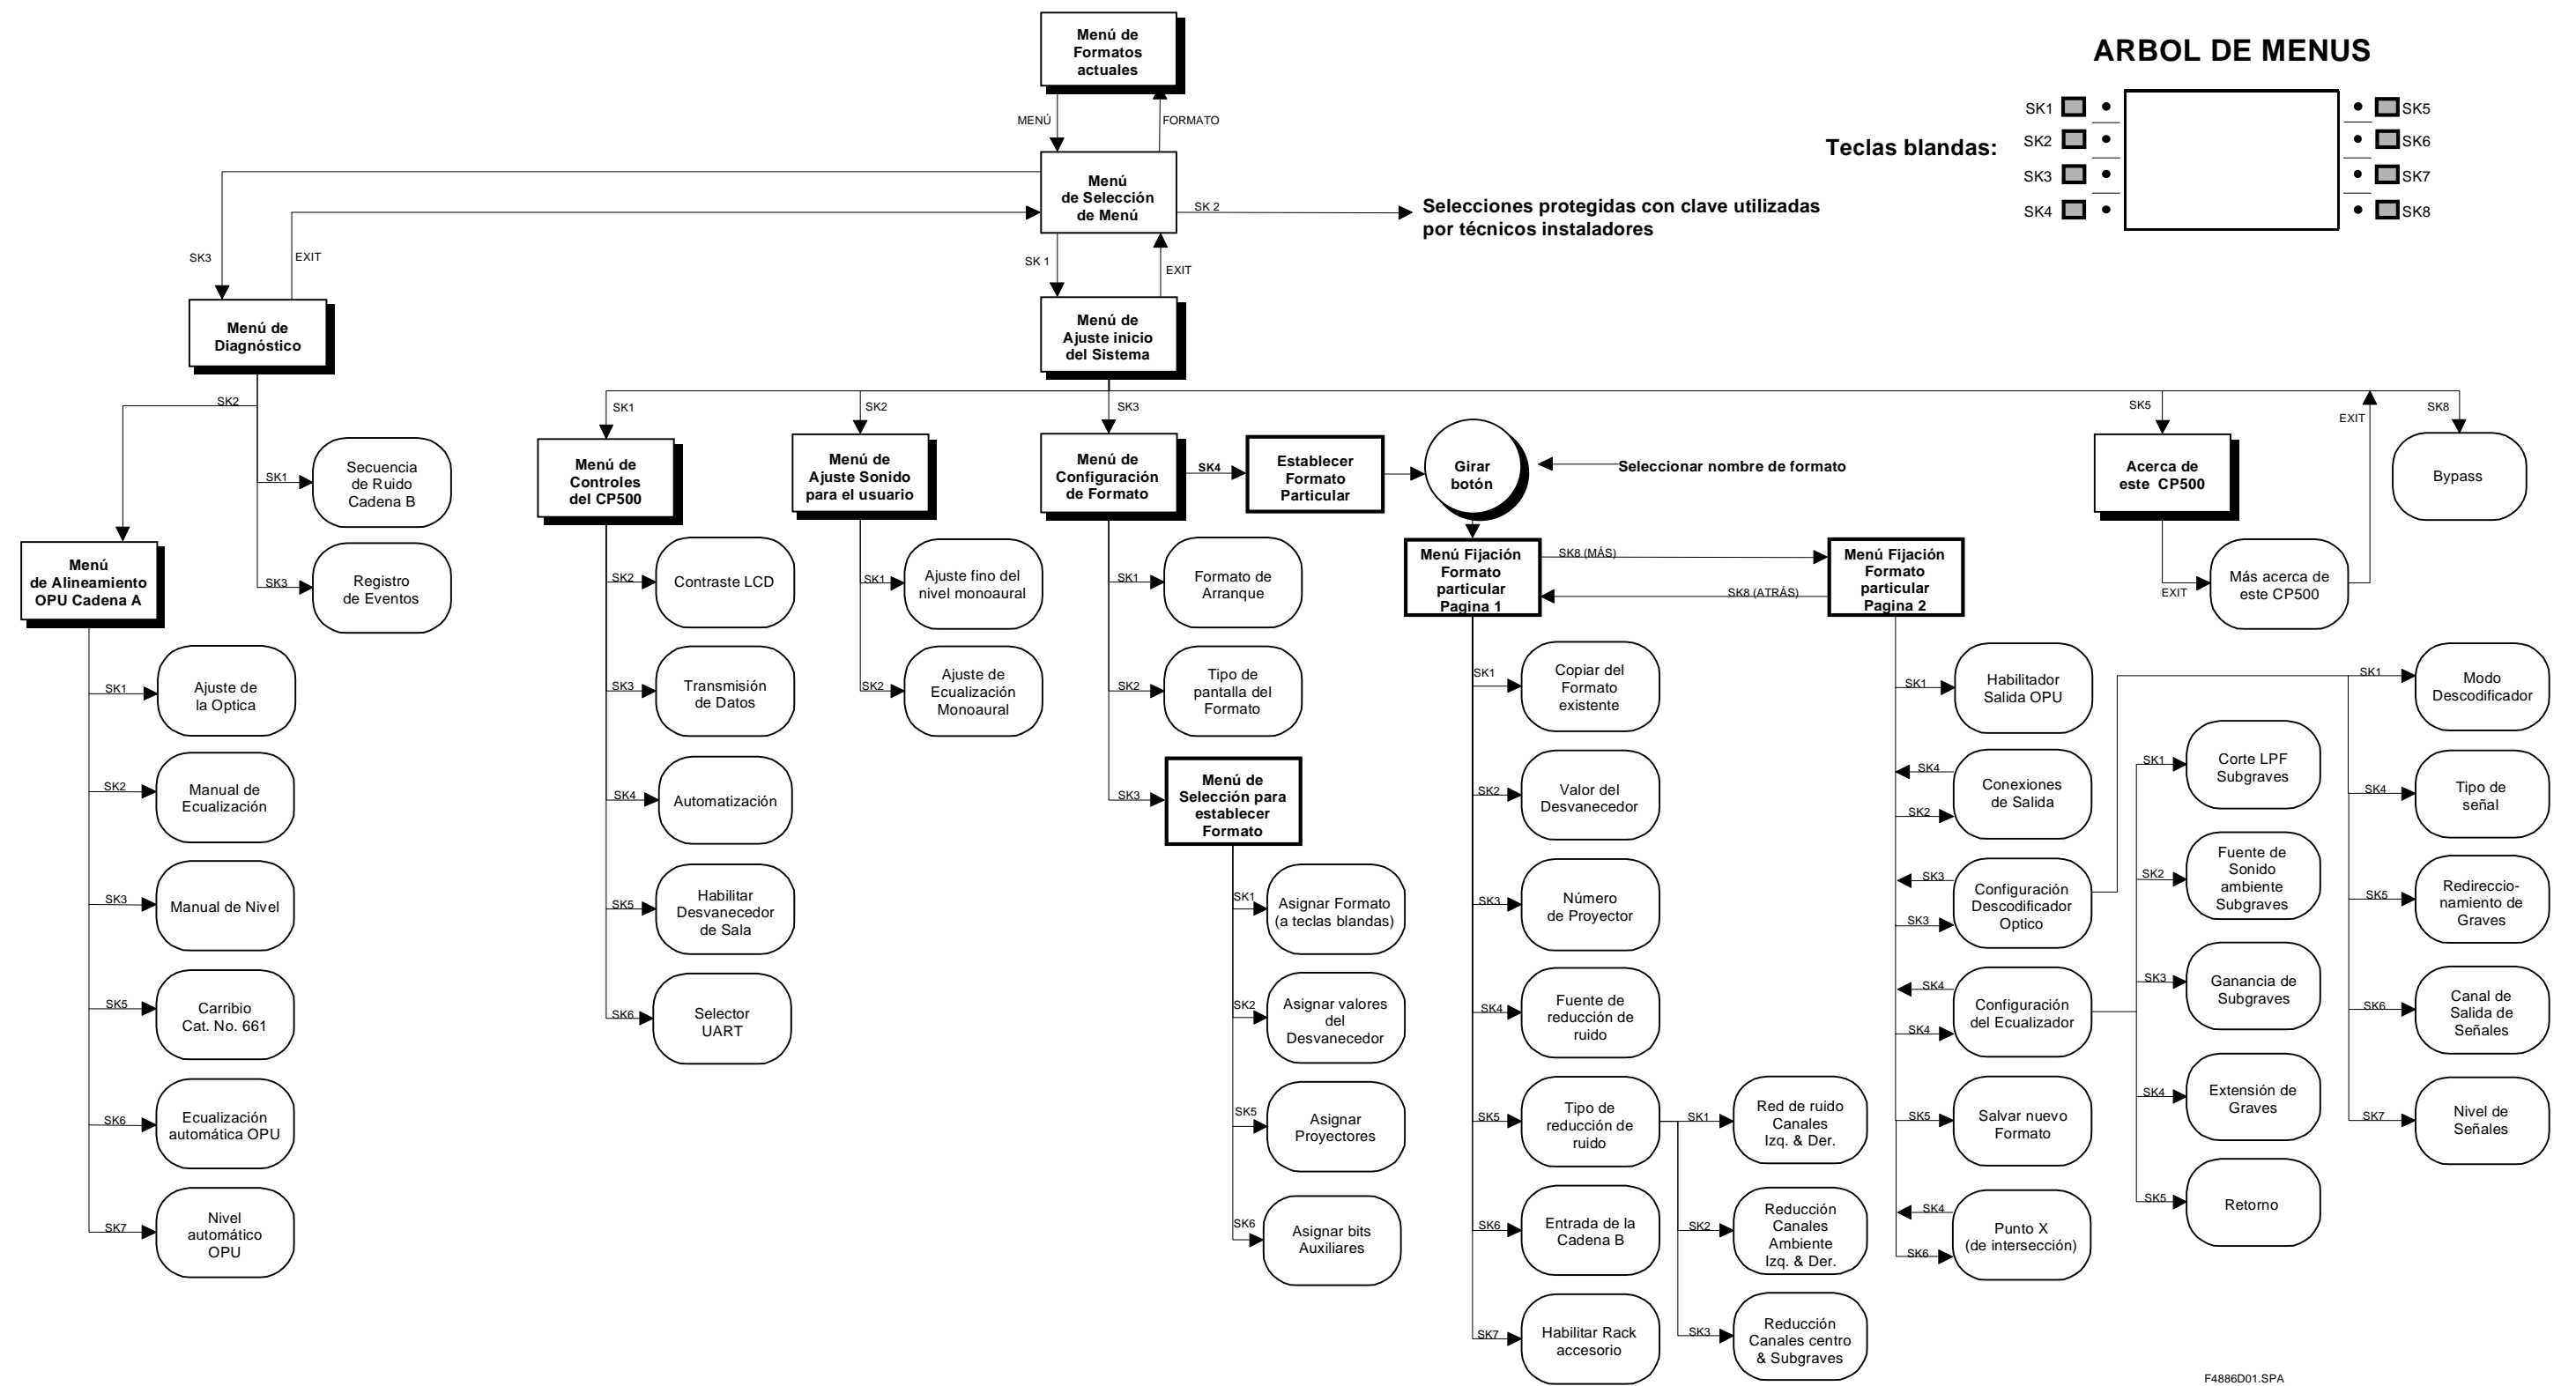 ARBOL DE MENUS
Teclas blandas:
SK1
SK2
SK3
SK4
SK5
SK6
SK7
SK8
Menú de
Formatos
actuales
MENÚ
FORMATO
Menú
de Selección
de Menú
SK 2
Selecciones protegidas con clave utilizadas
por técnicos instaladores
SK3
EXIT
SK 1
EXIT
Menú de
Diagnóstico
Menú de
Ajuste inicio
del Sistema
SK2
SK1
Secuencia
de Ruido
Cadena B
SK3
Registro
de Eventos
Menú
de Alineamiento
OPU Cadena A
SK1
Ajuste de
la Optica
SK2
Manual de
Ecualización
SK3
Manual de Nivel
SK5
Carribio
Cat. No. 661
SK6
Ecualización
automática OPU
SK7
Nivel
automático
OPU
SK1
Menú de
Controles
del CP500
SK2
Contraste LCD
SK3
Transmisión
de Datos
SK4
Automatización
SK5
Habilitar
Desvanecedor
de Sala
SK6
Selector
UART
SK2
Menú de
Ajuste Sonido
para el usuario
SK1
Ajuste fino del
nivel monoaural
SK2
Ajuste de
Ecualización
Monoaural
SK3
Menú de
Configuración
de Formato
SK1
Formato de
Arranque
SK2
Tipo de
pantalla del
Formato
SK3
Menú de
Selección para
establecer
Formato
SK1
Asignar Formato
(a teclas blandas)
SK2
Asignar valores
del
Desvanecedor
SK5
Asignar
Proyectores
SK6
Asignar bits
Auxiliares
SK4
Establecer
Formato
Particular
Girar
botón
Seleccionar nombre de formato
Menú Fijación
Formato
particular
Pagina 1
SK8 (MÁS)
SK8 (ATRÁS)
Menú Fijación
Formato
particular
Pagina 2
SK1
Copiar del
Formato
existente
SK2
Valor del
Desvanecedor
SK3
Número
de Proyector
SK4
Fuente de
reducción de
ruido
SK5
Tipo de
reducción de
ruido
SK1
Red de ruido
Canales
Izq. & Der.
SK2
Reducción
Canales
Ambiente
Izq. & Der.
SK3
Reducción
Canales centro
& Subgraves
SK6
Entrada de la
Cadena B
SK7
Habilitar Rack
accesorio
SK1
Habilitador
Salida OPU
SK4
SK2
Conexiones
de Salida
SK3
SK3
Configuración
Descodificador
Optico
SK4
SK4
Configuración
del Ecualizador
SK5
Salvar nuevo
Formato
SK4
SK6
Punto X
(de intersección)
SK1
Corte LPF
Subgraves
SK2
Fuente de
Sonido
ambiente
Subgraves
SK3
Ganancia de
Subgraves
SK4
Extensión de
Graves
SK5
Retorno
SK1
Modo
Descodificador
SK4
Tipo de
señal
SK5
Redireccio-
namiento de
Graves
SK6
Canal de
Salida de
Señales
SK7
Nivel de
Señales
SK5
Acerca de
este CP500
EXIT
Más acerca de
este CP500
EXIT
SK8
Bypass
F4886D01.SPA